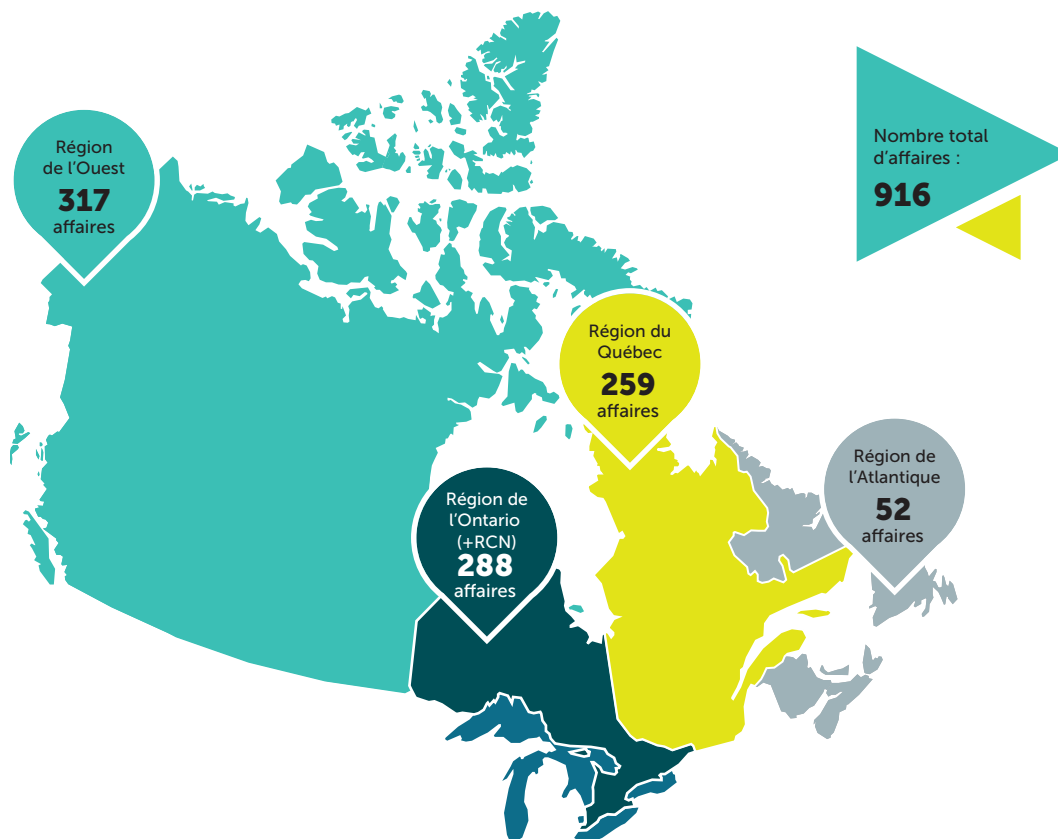 Région
de l’Ouest
317
affaires
Nombre total
d’affaires :
916
Région du
Québec
259
affaires
Région de
l’Atlantique
52
affaires
Région de
l’Ontario
(+RCN)
288
affaires